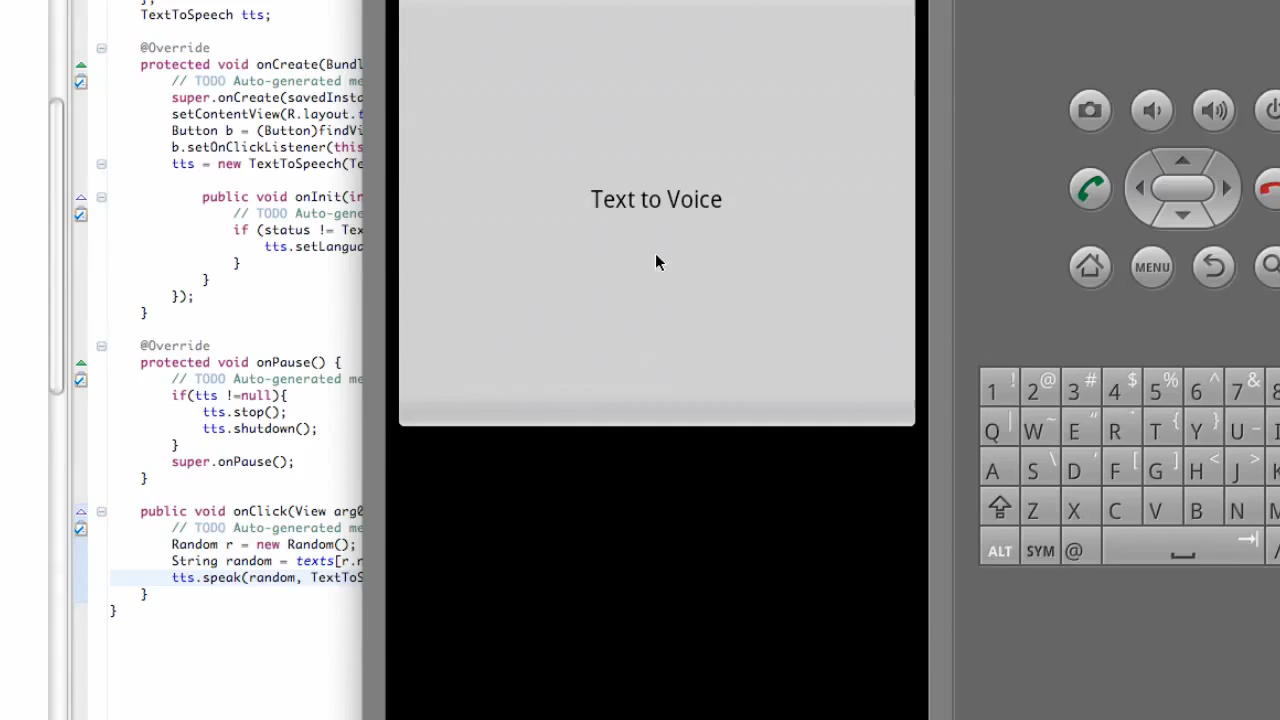 };
TextToSpeech tts;
@Override
protected void onCreate(Bundl
// TODO Auto-generated me
super.onCreate(savedInsta
setContentView(R.layout.t
Button b = (Button)findVi
b.setOnClickListener(this
tts = new TextToSpeech(Te
public void onInit(in
// TODO Auto-gene
if (status != Tex
tts.setLangua
}
}
});
}
@Override
protected void onPause() {
// TODO Auto-generated me
if(tts !=null){
tts.stop();
tts.shutdown();
}
super.onPause();
}
public void onClick(View arg0
// TODO Auto-generated me
Random r = new Random();
String random = texts[r.n
tts.speak(random, TextToS
}
}
Text to Voice
MENU
1 ! 2 @ 3 # 4 $ 5 % 6 ^ 7 & 8
Q | W ~ E " R ` T { Y } U _ I
A S \ D ' F [ G ] H < J > K
Z X C V B N M
ALT SYM @ /